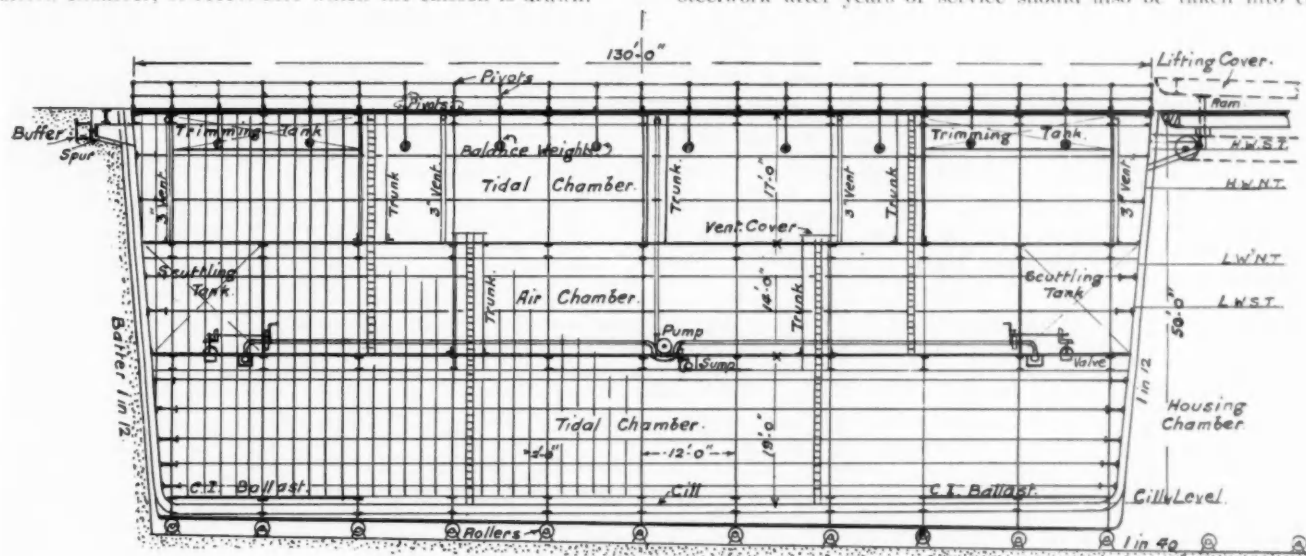 130'-0"
Pivots
Lifting Cover.
Ram
Pivots
Buffer
Spur
Trimming Tank
Balance Weights
Trimming Tank.
H.W.S.T.
H.W.N.T.
3" Vent
Trunk
3" Vent
Tidal Chamber.
Trunk.
17'-0"
3" Vent
Trunk
3" Vent
Vent Cover
Scuttling Tank.
Trunk.
Air Chamber.
14'-0"
Trunk
Scuttling Tank
L.W.N.T.
L.W.S.T.
50'-0"
Pump
Sump
Valve
Batter 1 in 12.
1 in 12
Housing Chamber.
Tidal Chamber.
12'-0"
19'-0"
C.I. Ballast.
Cill
C.I. Ballast.
Cill Level
Rollers
1 in 40